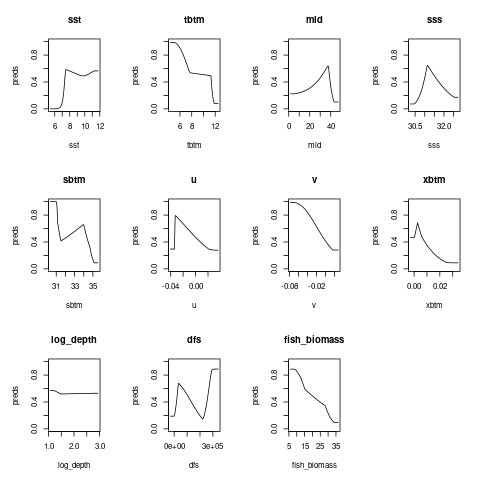 sst
tbtm
mld
sss
preds
0.0 0.4 0.8
6 8 9 10 12
sst
preds
0.0 0.4 0.8
6 8 12
tbtm
preds
0.0 0.4 0.8
0 20 40
mld
preds
0.0 0.4 0.8
30.5 32.0
sss
sbtm
u
v
xbtm
preds
0.0 0.4 0.8
31 33 35
sbtm
preds
0.0 0.4 0.8
-0.04 0.00
u
preds
0.0 0.4 0.8
-0.08 -0.02
v
preds
0.0 0.4 0.8
0.00 0.02
xbtm
log_depth
dfs
fish_biomass
preds
0.0 0.4 0.8
1.0 2.0 3.0
log_depth
preds
0.0 0.4 0.8
0e+00 3e+05
dfs
preds
0.0 0.4 0.8
5 15 25 35
fish_biomass